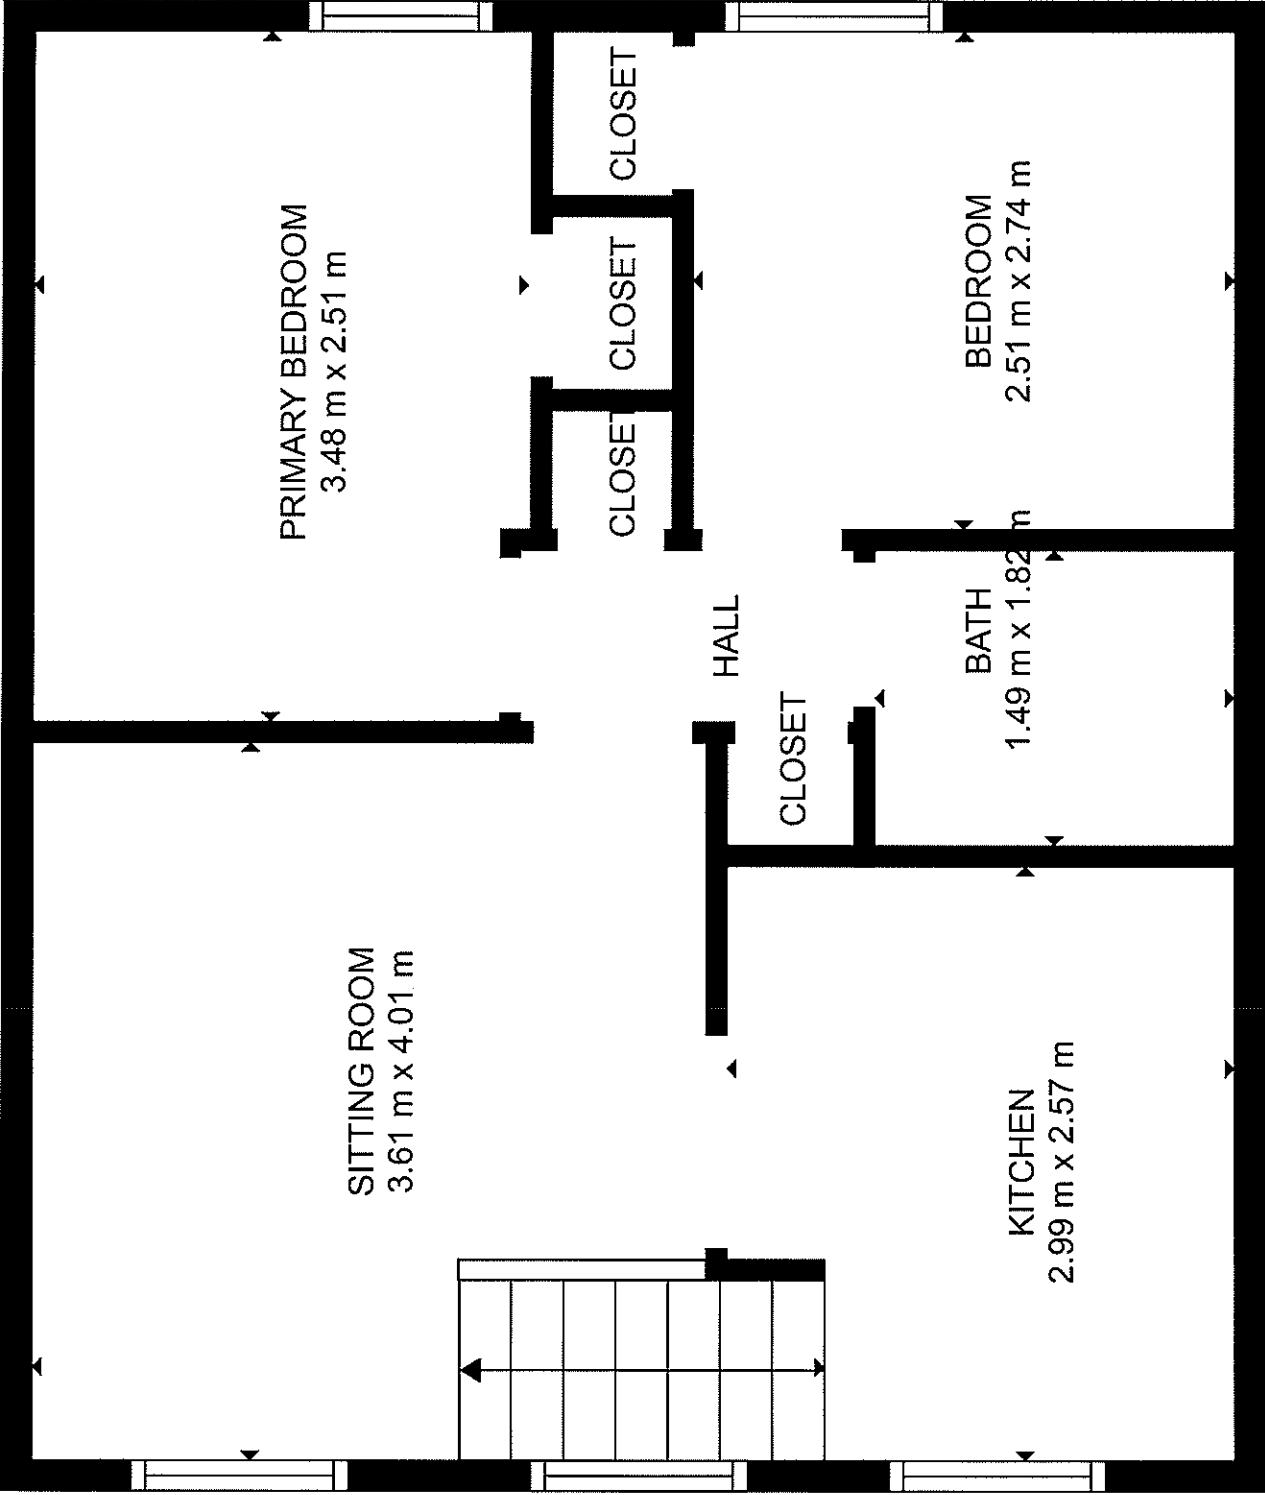 PRIMARY BEDROOM
3.48 m x 2.51 m
CLOSET
CLOSET
CLOSET
BEDROOM
2.51 m x 2.74 m
HALL
CLOSET
BATH
1.49 m x 1.82 m
SITTING ROOM
3.61 m x 4.01 m
KITCHEN
2.99 m x 2.57 m